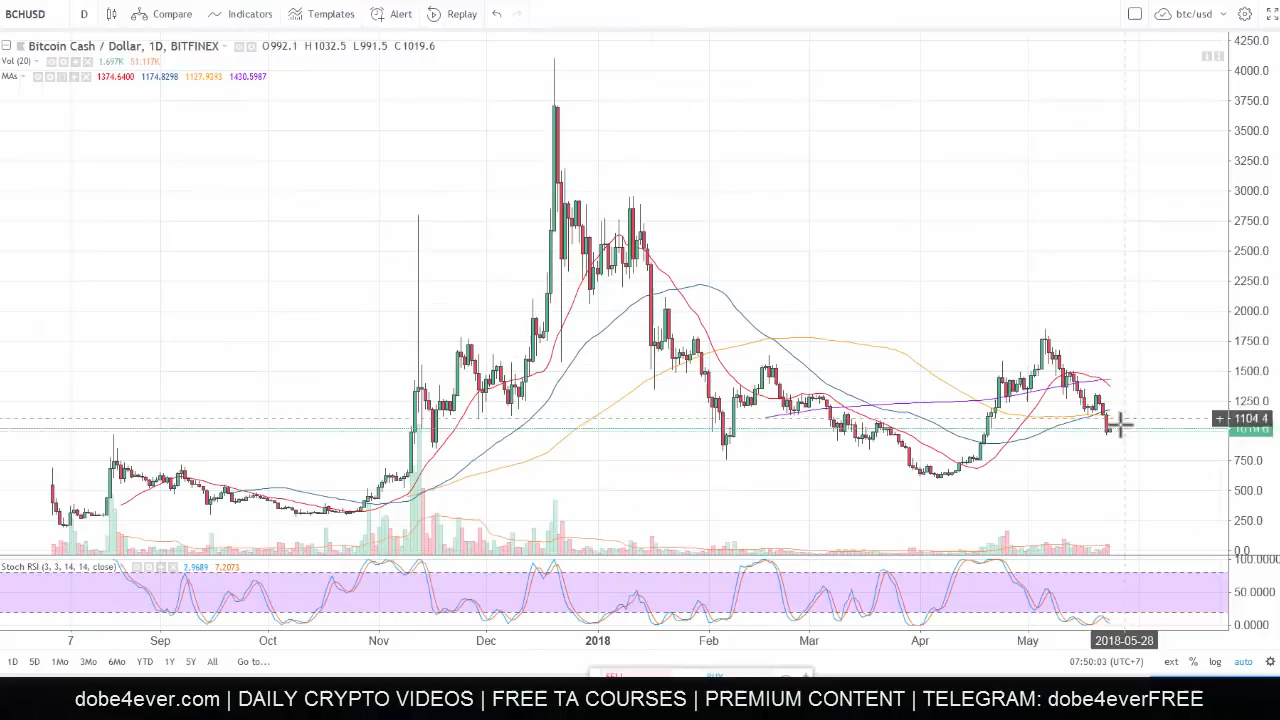 BCHUSD D Compare Indicators Templates Alert Replay btc/usd
Bitcoin Cash / Dollar, 1D, BITFINEX O992.1 H1032.5 L991.5 C1019.6
Vol (20) 1.697K 51.117K
MAs 1374.6400 1174.8298 1127.9393 1430.5987
4250.0
4000.0
3750.0
3500.0
3250.0
3000.0
2750.0
2500.0
2250.0
2000.0
1750.0
1500.0
1250.0
1104.4
750.0
500.0
250.0
0.0
Stoch RSI (3, 3, 14, 14, close) 2.9689 7.2073
100.0000
50.0000
0.0000
7 Sep Oct Nov Dec 2018 Feb Mar Apr May 2018-05-28
1D 5D 1Mo 3Mo 6Mo YTD 1Y 5Y All Go to... 07:50:03 (UTC+7) ext % log auto
SELL BUY
dobe4ever.com | DAILY CRYPTO VIDEOS | FREE TA COURSES | PREMIUM CONTENT | TELEGRAM: dobe4everFREE